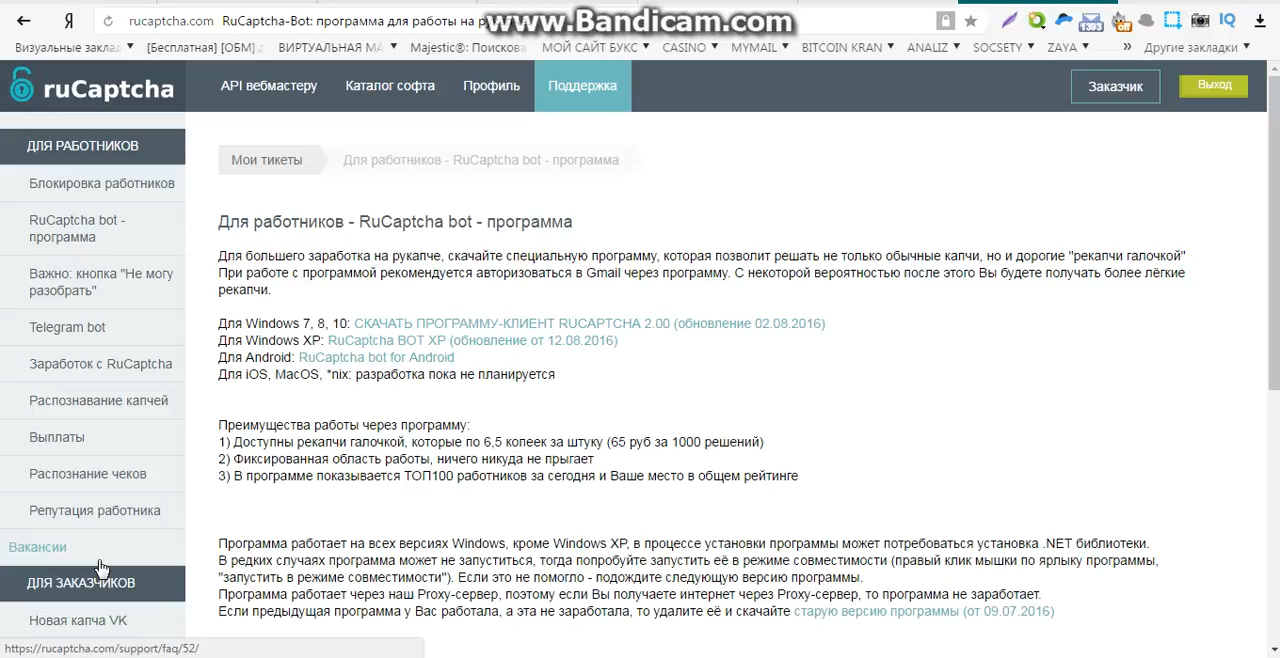 rucaptcha.com RuCaptcha-Bot: программа для работы на р
www.Bandicam.com
1393
off
IQ
Визуальные заклад
[Бесплатная] [ОБМ]
ВИРТУАЛЬНАЯ МА
Majestic®: Поискова
МОЙ САЙТ БУКС
CASINO
MYMAIL
BITCOIN KRAN
ANALIZ
SOCSETY
ZAYA
»
Другие закладки
ruCaptcha
API вебмастеру
Каталог софта
Профиль
Поддержка
Заказчик
Выход
ДЛЯ РАБОТНИКОВ
Блокировка работников
RuCaptcha bot -
программа
Важно: кнопка "Не могу
разобрать"
Telegram bot
Заработок с RuCaptcha
Распознавание капчей
Выплаты
Распознание чеков
Репутация работника
Вакансии
ДЛЯ ЗАКАЗЧИКОВ
Новая капча VK
https://rucaptcha.com/support/faq/52/
Мои тикеты
Для работников - RuCaptcha bot - программа
Для работников - RuCaptcha bot - программа
Для большего заработка на рукапче, скачайте специальную программу, которая позволит решать не только обычные капчи, но и дорогие "рекапчи галочкой"
При работе с программой рекомендуется авторизоваться в Gmail через программу. С некоторой вероятностью после этого Вы будете получать более лёгкие
рекапчи.
Для Windows 7, 8, 10: СКАЧАТЬ ПРОГРАММУ-КЛИЕНТ RUCAPTCHA 2.00 (обновление 02.08.2016)
Для Windows XP: RuCaptcha BOT XP (обновление от 12.08.2016)
Для Android: RuCaptcha bot for Android
Для iOS, MacOS, *nix: разработка пока не планируется
Преимущества работы через программу:
1) Доступны рекапчи галочкой, которые по 6,5 копеек за штуку (65 руб за 1000 решений)
2) Фиксированная область работы, ничего никуда не прыгает
3) В программе показывается ТОП100 работников за сегодня и Ваше место в общем рейтинге
Программа работает на всех версиях Windows, кроме Windows XP, в процессе установки программы может потребоваться установка .NET библиотеки.
В редких случаях программа может не запуститься, тогда попробуйте запустить её в режиме совместимости (правый клик мышки по ярлыку программы,
"запустить в режиме совместимости"). Если это не помогло - подождите следующую версию программы.
Программа работает через наш Proxy-сервер, поэтому если Вы получаете интернет через Proxy-сервер, то программа не заработает.
Если предыдущая программа у Вас работала, а эта не заработала, то удалите её и скачайте старую версию программы (от 09.07.2016)